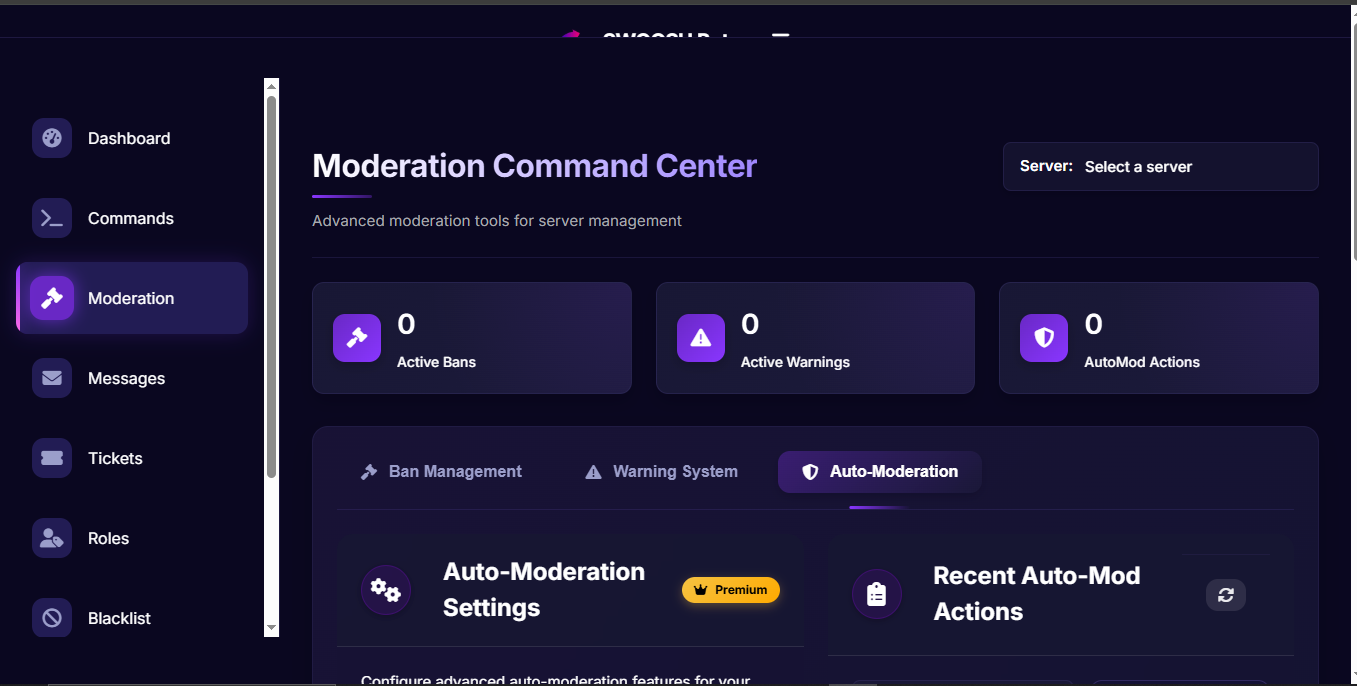 Dashboard
Commands
Moderation
Messages
Tickets
Roles
Blacklist
Moderation Command Center
Server: Select a server
Advanced moderation tools for server management
0
Active Bans
0
Active Warnings
0
AutoMod Actions
Ban Management
Warning System
Auto-Moderation
Auto-Moderation
Settings
Premium
Recent Auto-Mod
Actions
Configure advanced auto-moderation features for your